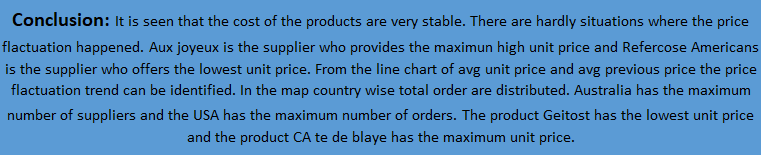 Conclusion: It is seen that the cost of the products are very stable. There are hardly situations where the price
flactuation happened. Aux joyeux is the supplier who provides the maximun high unit price and Refercose Americans
is the supplier who offers the lowest unit price. From the line chart of avg unit price and avg previous price the price
flactuation trend can be identified. In the map country wise total order are distributed. Australia has the maximum
number of suppliers and the USA has the maximum number of orders. The product Geitost has the lowest unit price
and the product CA te de blaye has the maximum unit price.